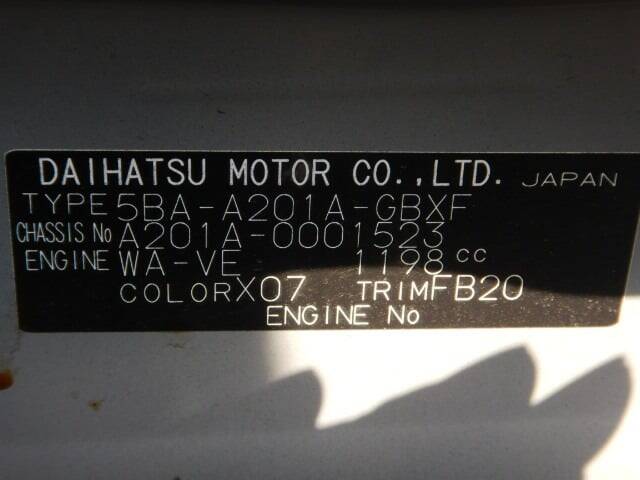 DAIHATSU MOTOR CO.,LTD. JAPAN
TYPE 5BA-A201A-GBXF
CHASSIS No A201A-0001523
ENGINE WA-VE 1198 cc
COLOR X07 TRIM FB20
ENGINE No